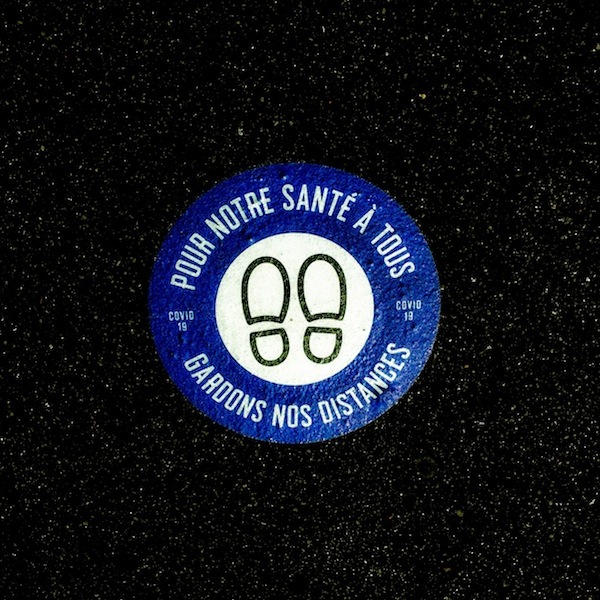 POUR NOTRE SANTÉ À TOUS
COVID
19
COVID
19
GARDONS NOS DISTANCES